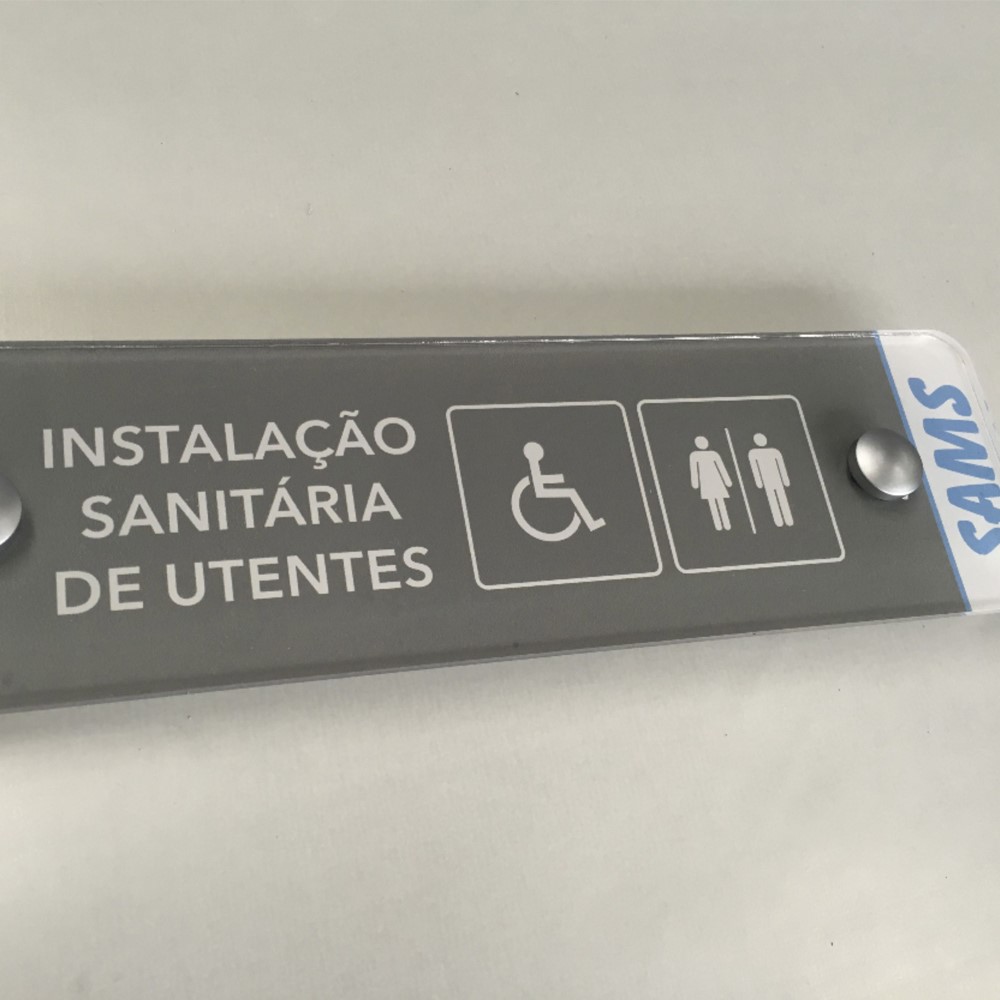 INSTALAÇÃO
SANITÁRIA
DE UTENTES
SAMS